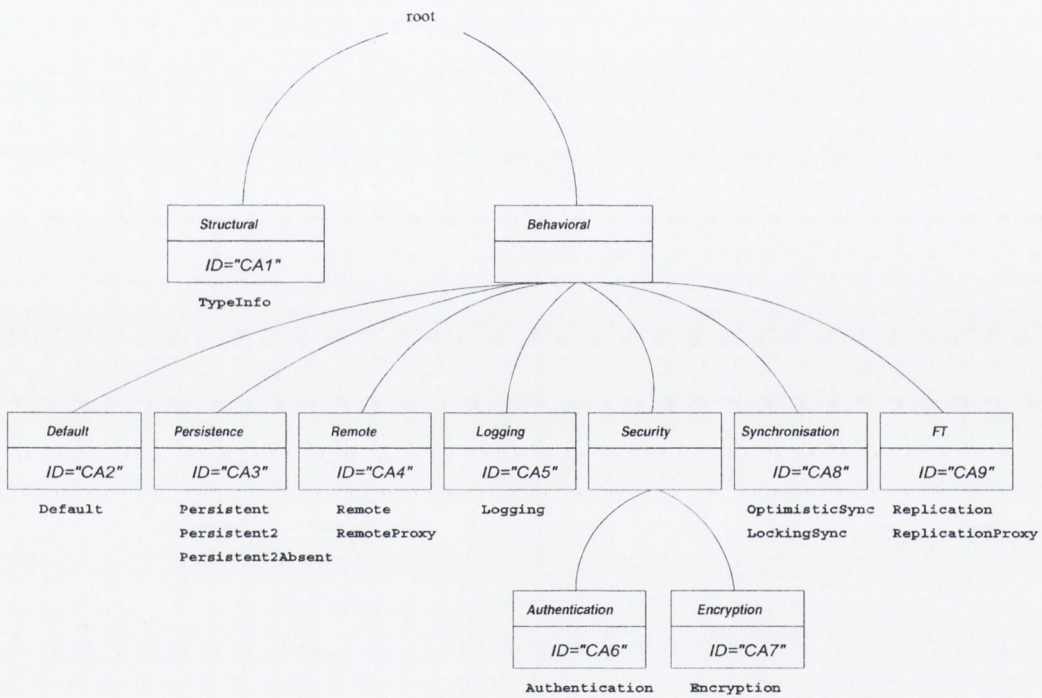 root
Structural
ID="CA1"
TypeInfo
Behavioral
Default
ID="CA2"
Default
Persistence
ID="CA3"
Persistent
Persistent2
Persistent2Absent
Remote
ID="CA4"
Remote
RemoteProxy
Logging
ID="CA5"
Logging
Security
Synchronisation
ID="CA8"
OptimisticSync
LockingSync
FT
ID="CA9"
Replication
ReplicationProxy
Authentication
ID="CA6"
Authentication
Encryption
ID="CA7"
Encryption